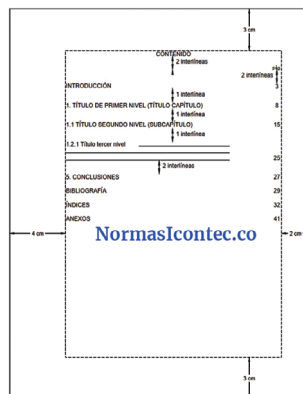 3 cm
CONTENIDO
2 interlíneas
pág.
2 interlíneas
INTRODUCCIÓN 3
1 interlínea
1. TÍTULO DE PRIMER NIVEL (TÍTULO CAPÍTULO) 8
1 interlínea
1.1 TÍTULO SEGUNDO NIVEL (SUBCAPÍTULO) 15
1 interlínea
1.2.1 Título tercer nivel
25
2 interlíneas
5. CONCLUSIONES 27
BIBLIOGRAFÍA 29
ÍNDICES 32
ANEXOS 41
NormasIcontec.co
4 cm
2 cm
3 cm